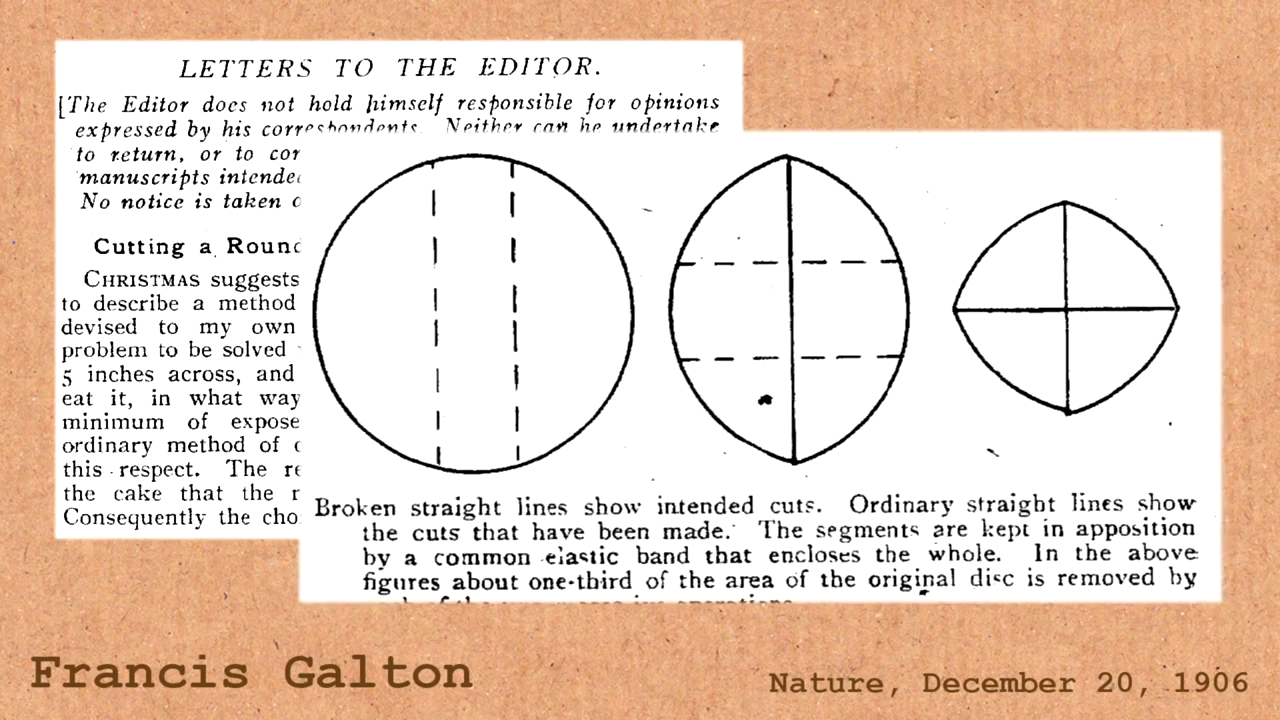 LETTERS TO THE EDITOR.
[The Editor does not hold himself responsible for opinions
expressed by his correspondents. Neither can he undertake
to return, or to cor
manuscripts intende
No notice is taken o
Cutting a Round
CHRISTMAS suggests
to describe a method
devised to my own
problem to be solved
5 inches across, and
eat it, in what way
minimum of expose
ordinary method of c
this respect. The re
the cake that the r
Consequently the cho
Broken straight lines show intended cuts. Ordinary straight lines show
the cuts that have been made. The segments are kept in apposition
by a common elastic band that encloses the whole. In the above
figures about one-third of the area of the original disc is removed by
Francis Galton
Nature, December 20, 1906